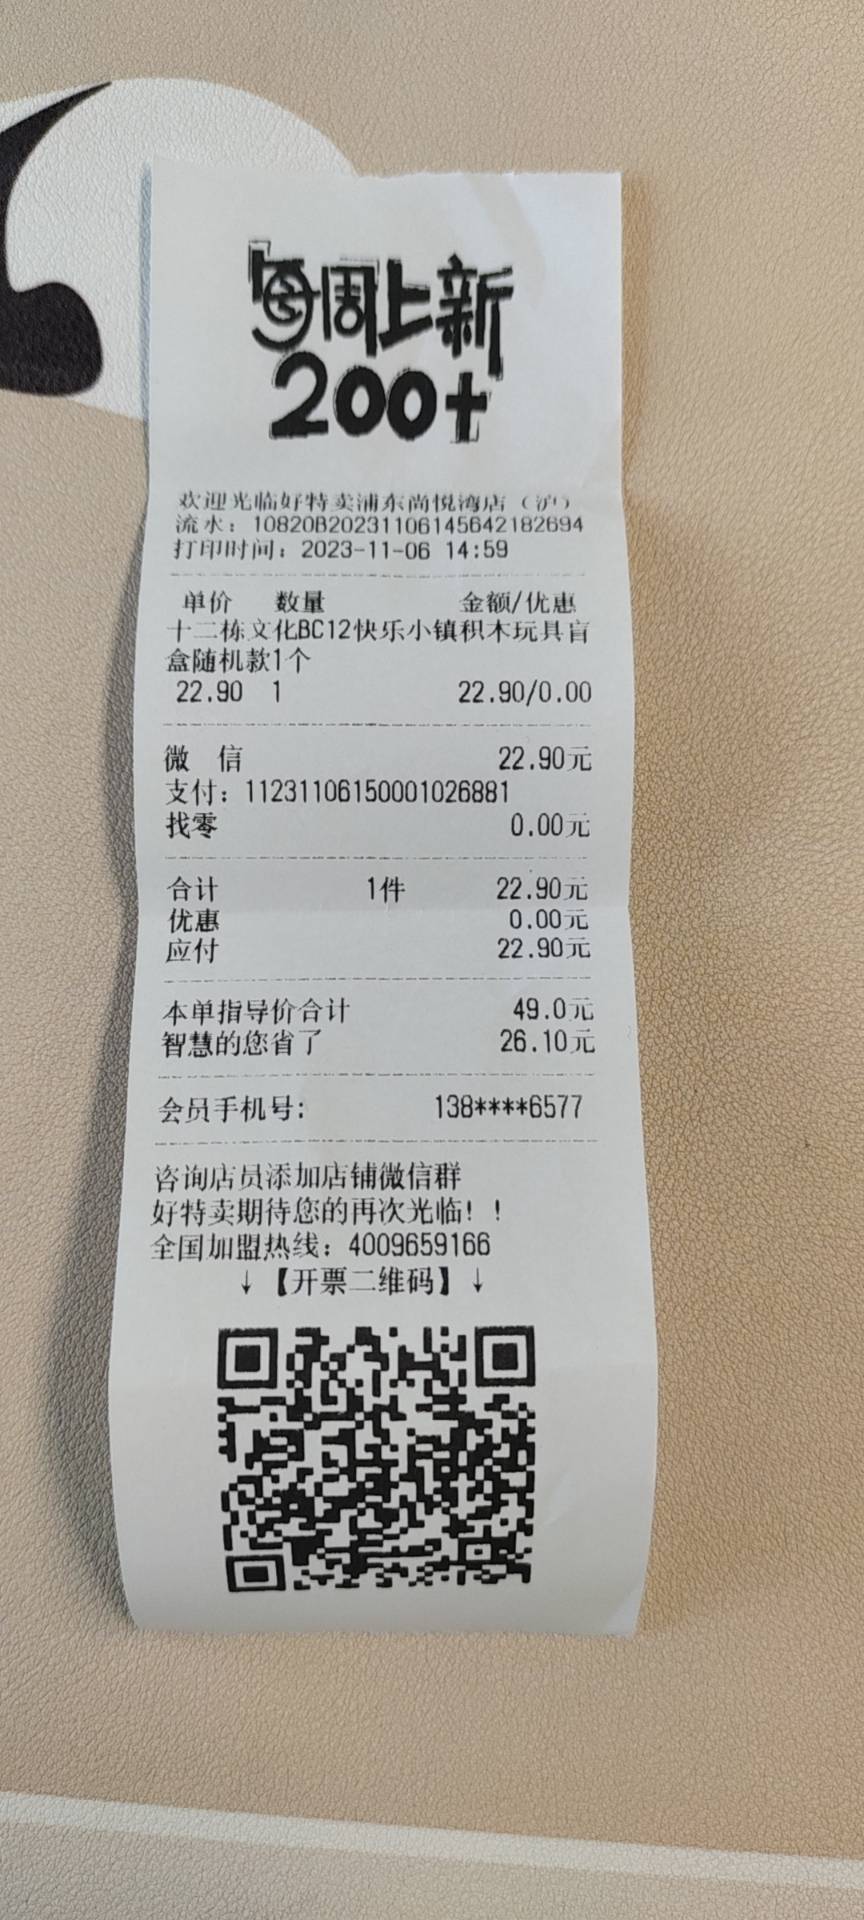 每周上新
200+
欢迎光临好特卖浦东尚悦湾店（沪）
流水：10820B202311061456421826​94
打印时间：2023-11-06 14:59
单价 数量 金额/优惠
十二栋文化BC12快乐小镇积木玩具盲
盒随机款1个
22.90 1 22.90/0.00
微 信 22.90元
支付：11231106150001026881
找零 0.00元
合计 1件 22.90元
优惠 0.00元
应付 22.90元
本单指导价合计 49.0元
智慧的您省了 26.10元
会员手机号: 138****6577
咨询店员添加店铺微信群
好特卖期待您的再次光临！！
全国加盟热线：4009659166
↓【开票二维码】↓